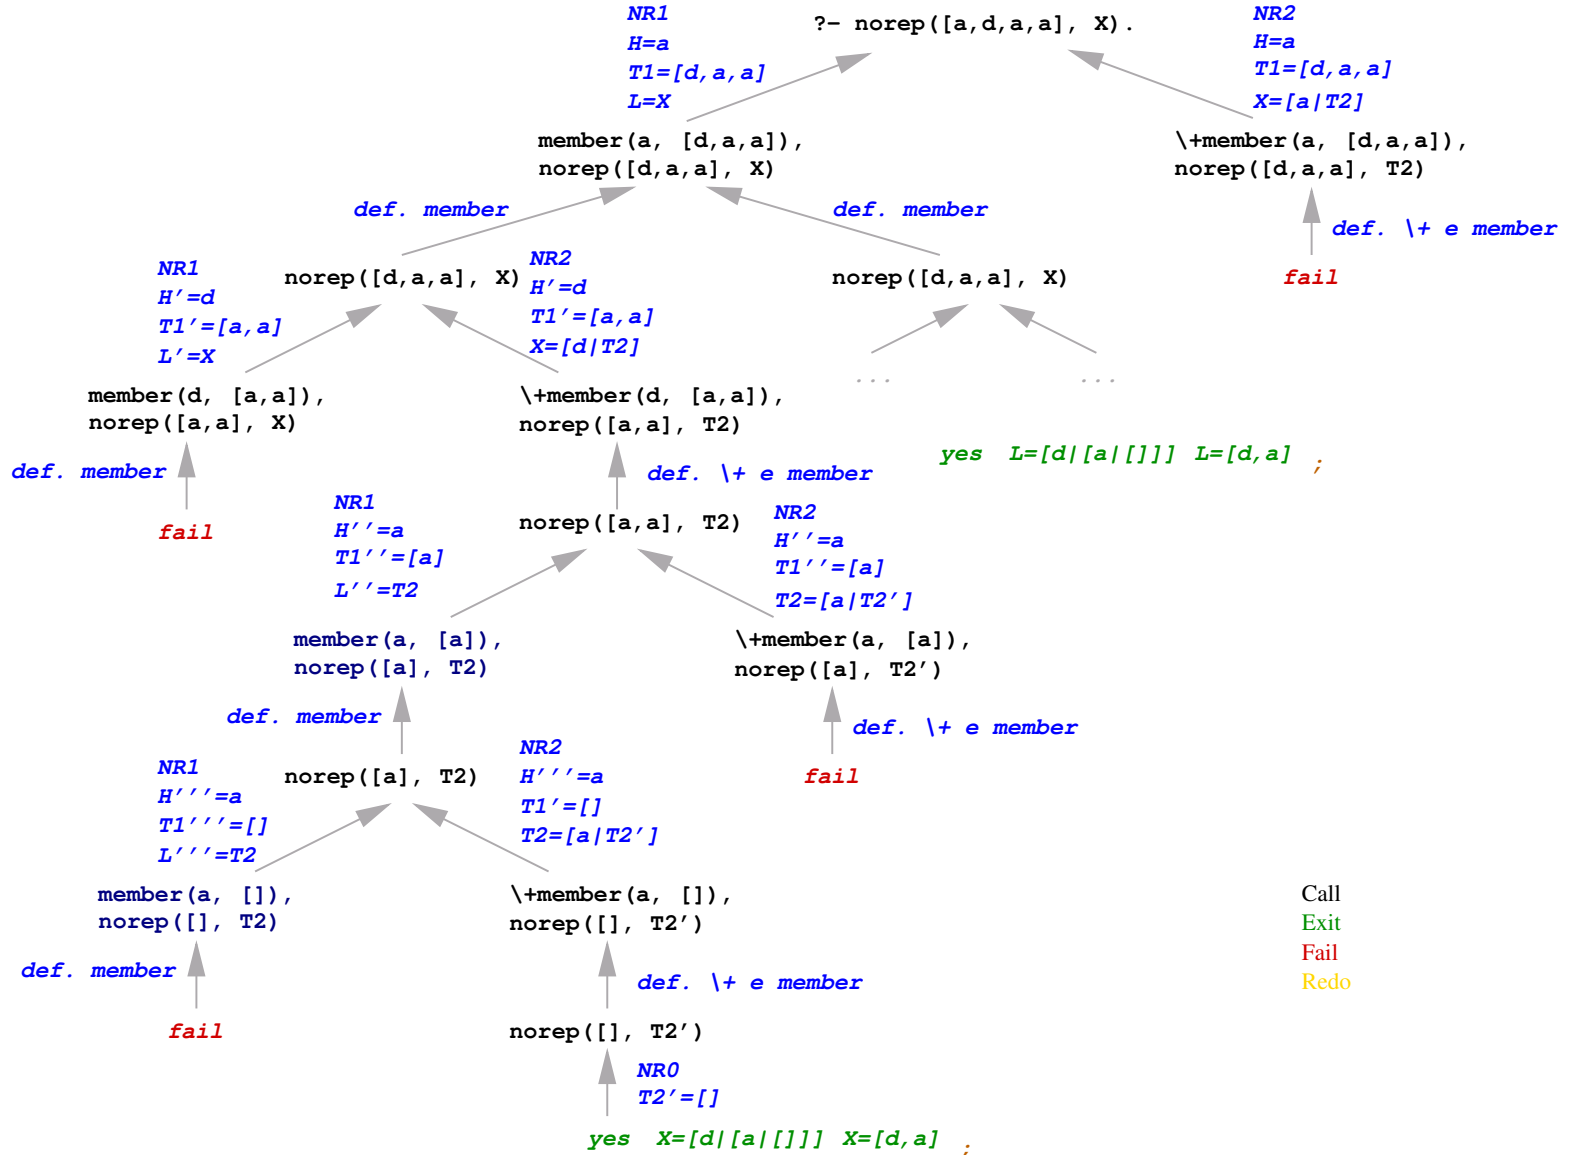 NR1
H=a
T1=[d,a,a]
L=X
?- norep([a,d,a,a], X).
NR2
H=a
T1=[d,a,a]
X=[a|T2]
member(a, [d,a,a]),
norep([d,a,a], X)
\+member(a, [d,a,a]),
norep([d,a,a], T2)
def. member
def. member
def. \+ e member
NR1
H'=d
T1'=[a,a]
L'=X
norep([d,a,a], X)
NR2
H'=d
T1'=[a,a]
X=[d|T2]
norep([d,a,a], X)
fail
member(d, [a,a]),
norep([a,a], X)
\+member(d, [a,a]),
norep([a,a], T2)
...
...
def. member
def. \+ e member
yes L=[d|[a|[]]] L=[d,a] ;
fail
NR1
H''=a
T1''=[a]
L''=T2
norep([a,a], T2)
NR2
H''=a
T1''=[a]
T2=[a|T2']
member(a, [a]),
norep([a], T2)
\+member(a, [a]),
norep([a], T2')
def. member
def. \+ e member
NR1
H'''=a
T1'''=[]
L'''=T2
norep([a], T2)
NR2
H'''=a
T1'=[]
T2=[a|T2']
fail
member(a, []),
norep([], T2)
\+member(a, []),
norep([], T2')
Call
Exit
Fail
Redo
def. member
def. \+ e member
fail
norep([], T2')
NR0
T2'=[]
yes X=[d|[a|[]]] X=[d,a] ;